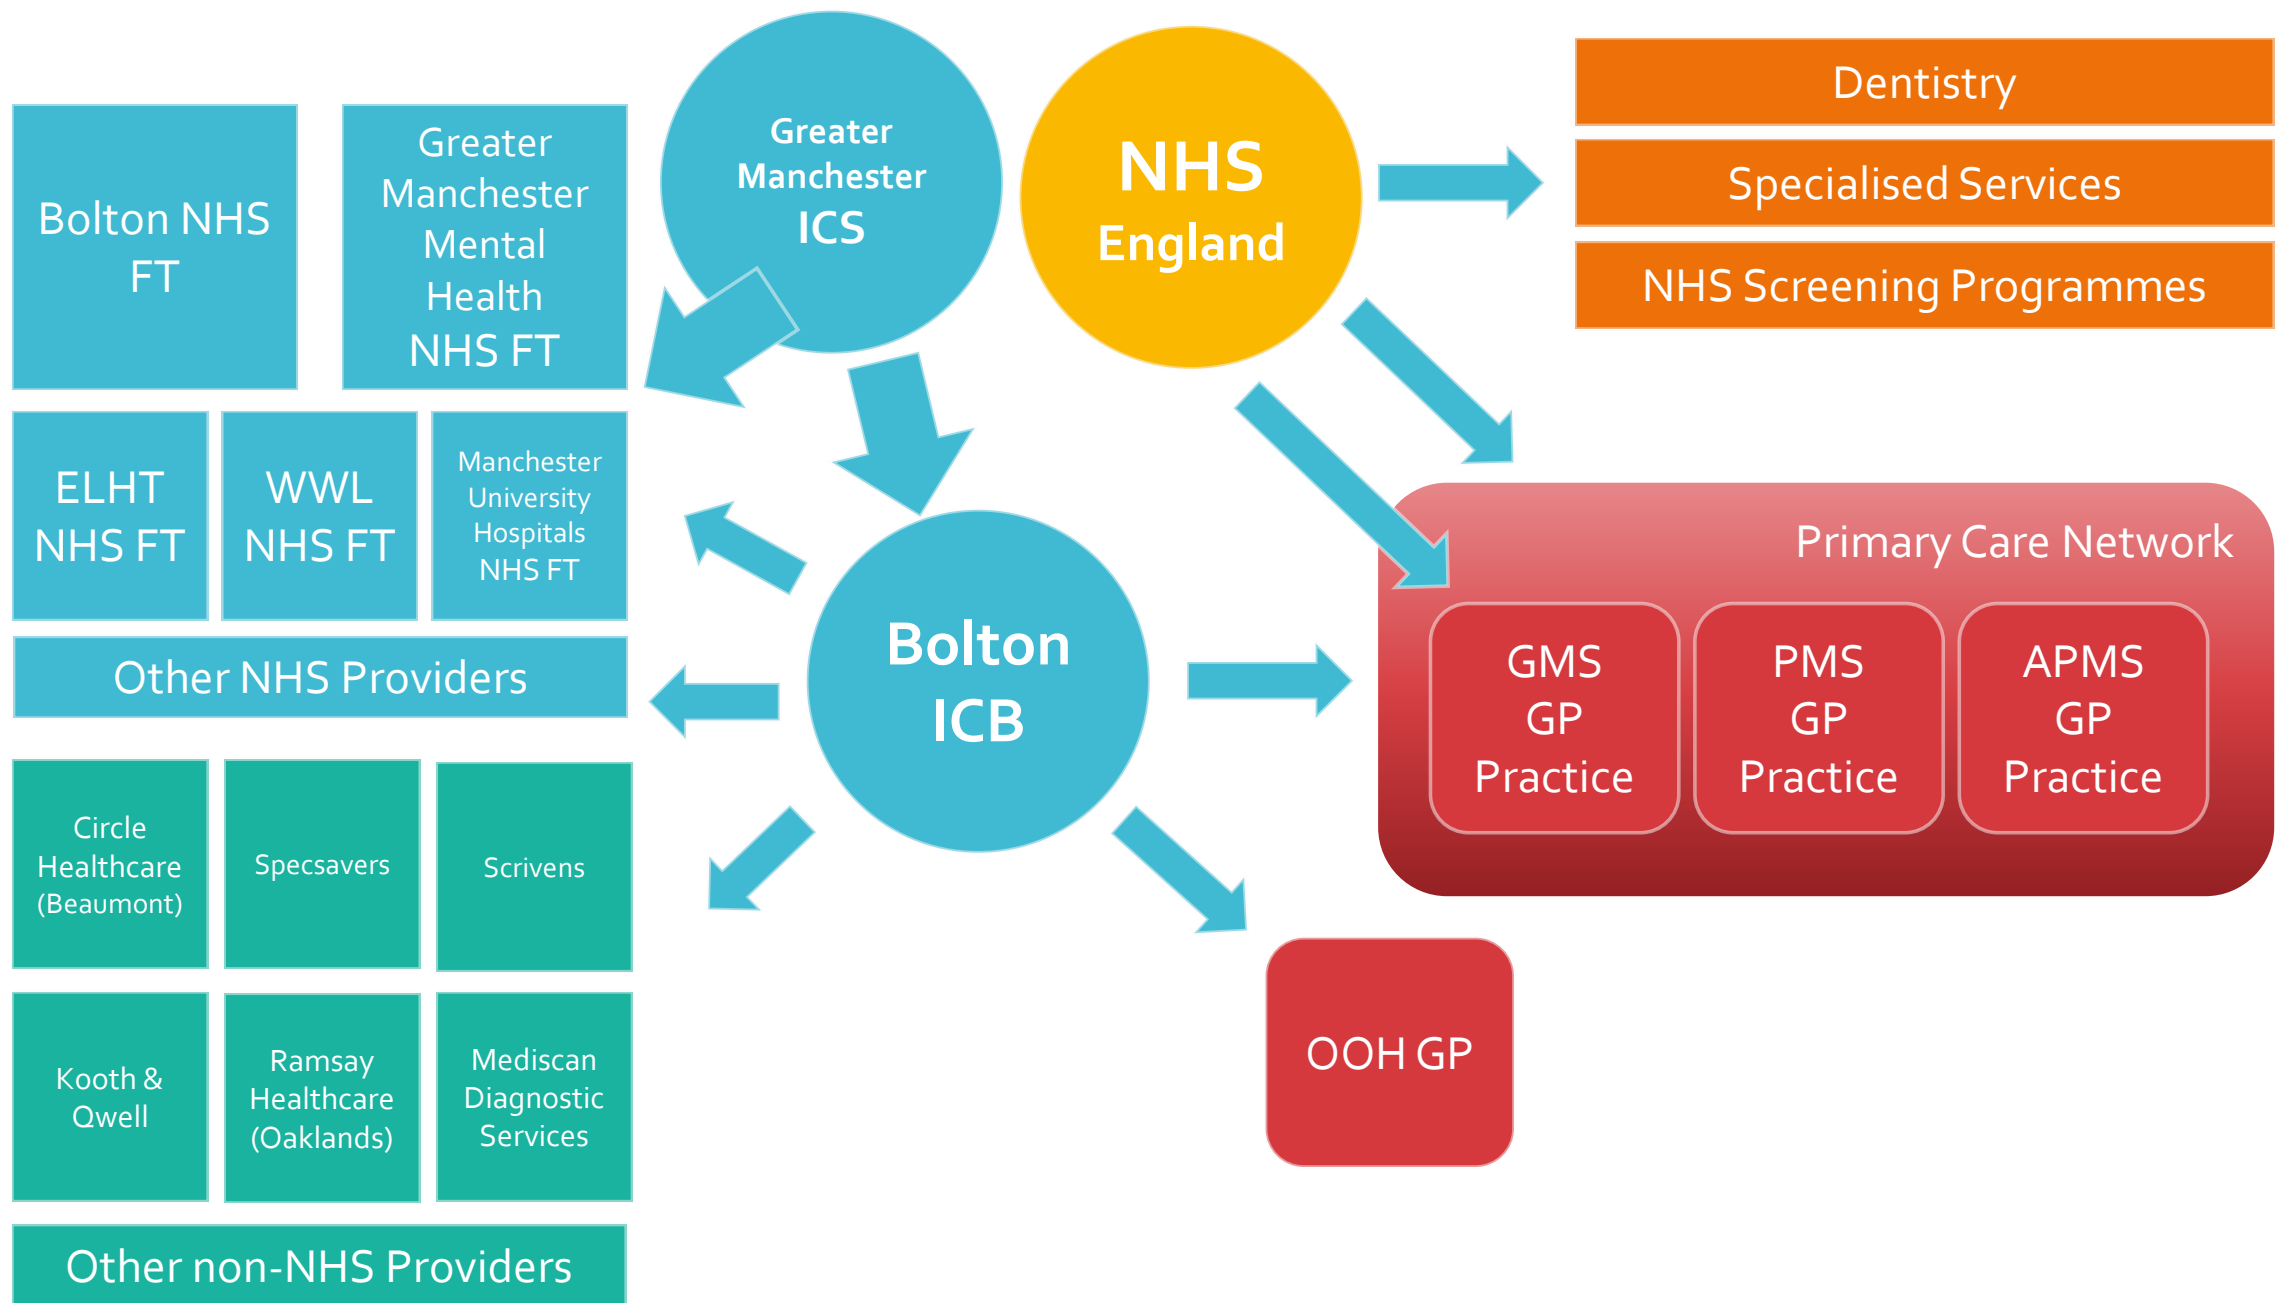 Greater
Manchester
ICS
NHS
England
Dentistry
Specialised Services
NHS Screening Programmes
Bolton NHS
FT
Greater
Manchester
Mental
Health
NHS FT
ELHT
NHS FT
WWL
NHS FT
Manchester
University
Hospitals
NHS FT
Other NHS Providers
Bolton
ICB
Primary Care Network
GMS
GP
Practice
PMS
GP
Practice
APMS
GP
Practice
Circle
Healthcare
(Beaumont)
Specsavers
Scrivens
Kooth &
Qwell
Ramsay
Healthcare
(Oaklands)
Mediscan
Diagnostic
Services
OOH GP
Other non-NHS Providers